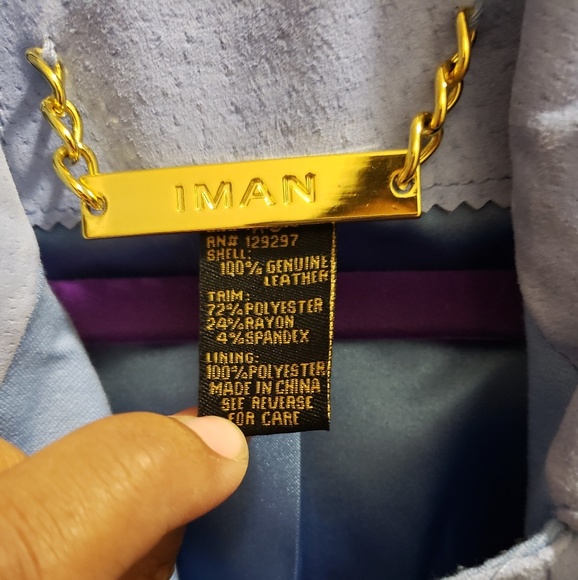 IMAN
RN# 129297
SHELL:
100% GENUINE
LEATHER
TRIM:
72%POLYESTER
24%RAYON
4%SPANDEX
LINING:
100%POLYESTER
MADE IN CHINA
SEE REVERSE
FOR CARE